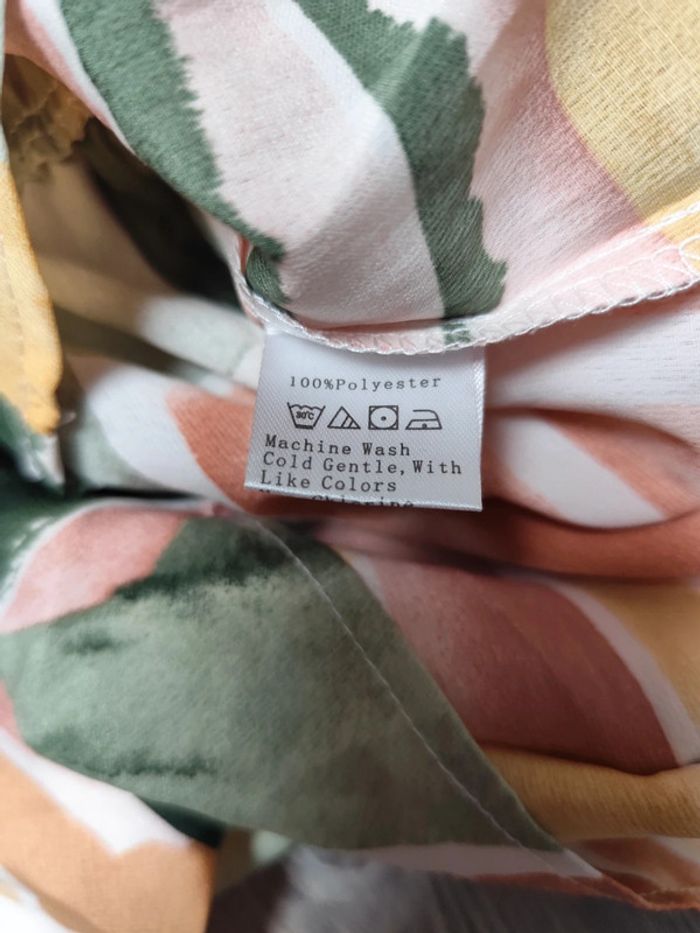 100%Polyester
30°C
Machine Wash
Cold Gentle, With
Like Colors